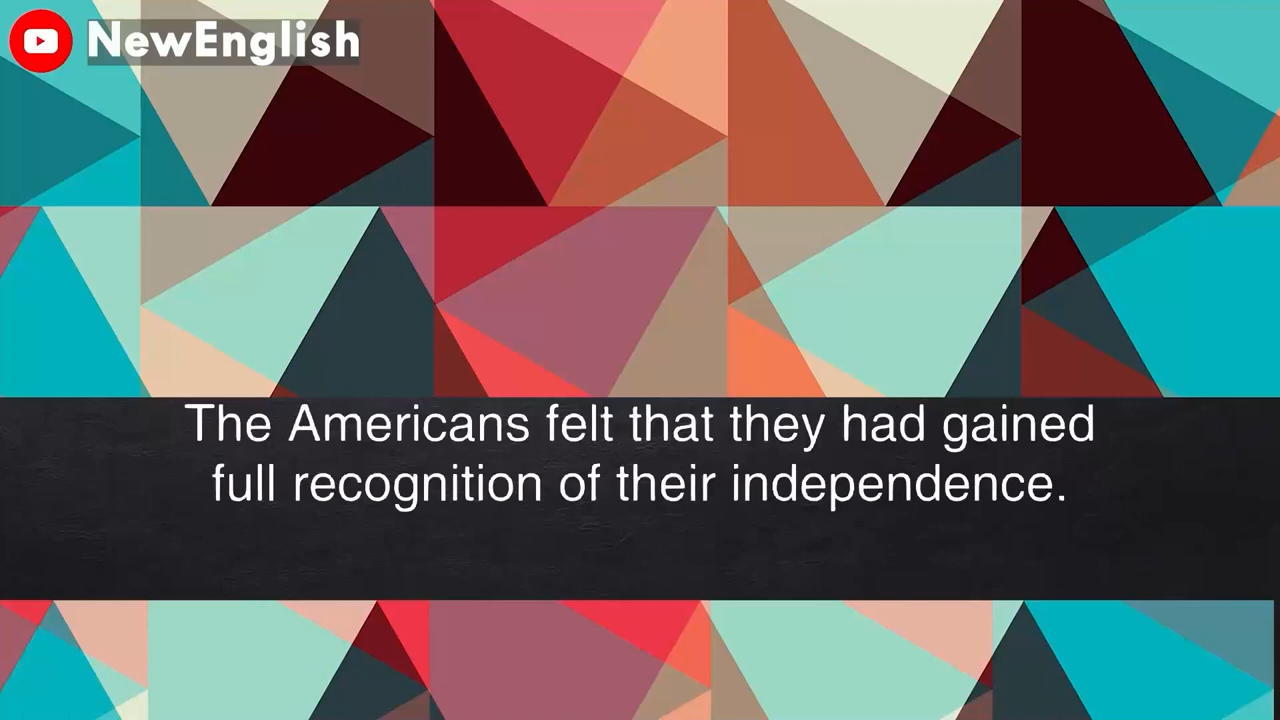 NewEnglish
The Americans felt that they had gained
full recognition of their independence.